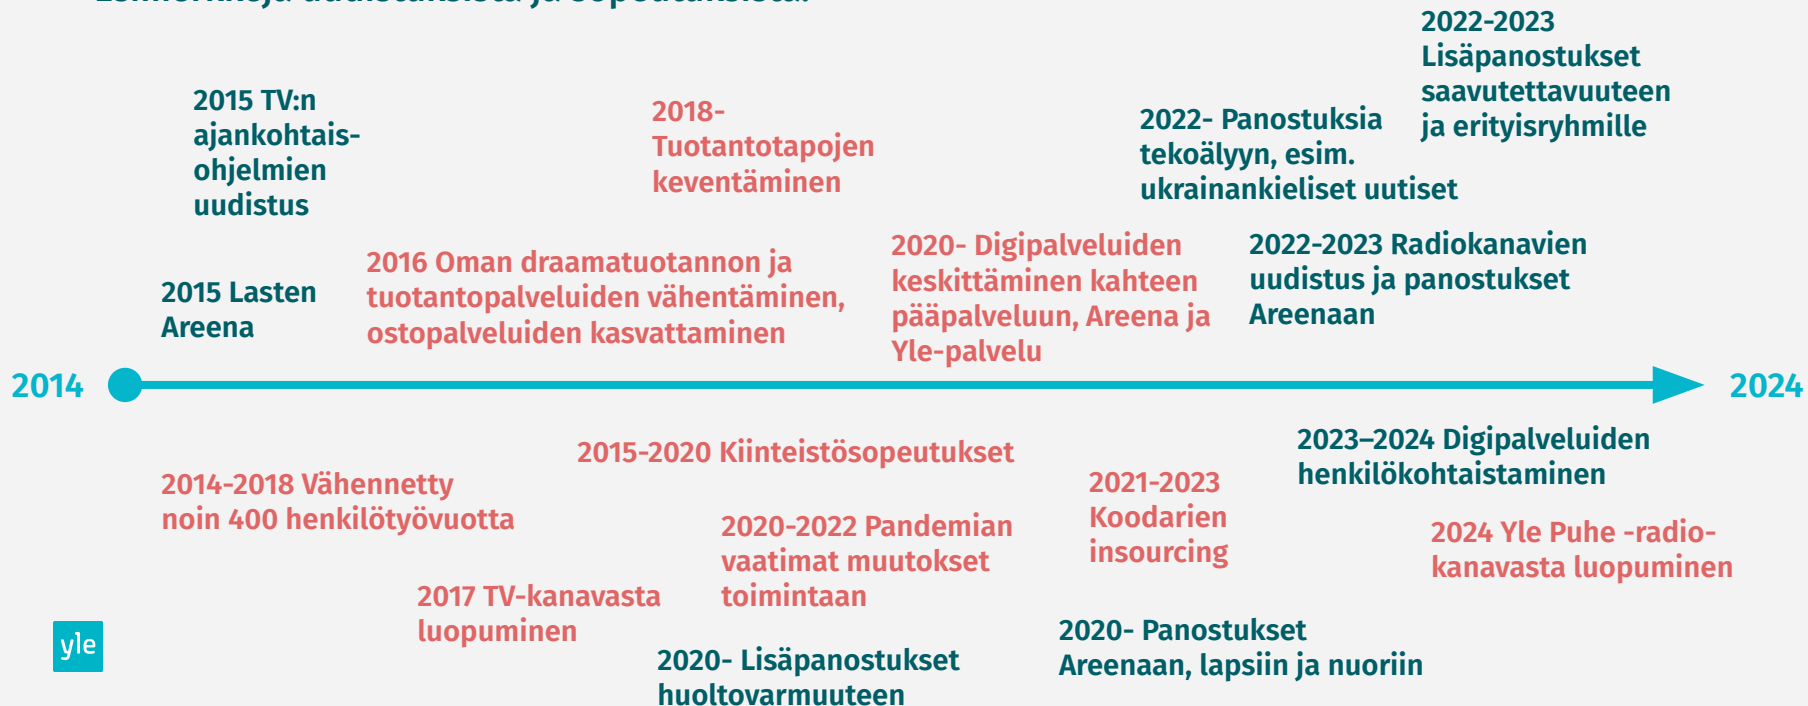 Esimerkkejä uudistuksista ja sopeutuksista:
2022-2023
Lisäpanostukset
saavutettavuuteen
ja erityisryhmille
2015 TV:n
ajankohtais-
ohjelmien
uudistus
2018-
Tuotantotapojen
keventäminen
2022- Panostuksia
tekoälyyn, esim.
ukrainankieliset uutiset
2015 Lasten
Areena
2016 Oman draamatuotannon ja
tuotantopalveluiden vähentäminen,
ostopalveluiden kasvattaminen
2020- Digipalveluiden
keskittäminen kahteen
pääpalveluun, Areena ja
Yle-palvelu
2022-2023 Radiokanavien
uudistus ja panostukset
Areenaan
2014
2024
2014-2018 Vähennetty
noin 400 henkilötyövuotta
2015-2020 Kiinteistösopeutukset
2023–2024 Digipalveluiden
henkilökohtaistaminen
2017 TV-kanavasta
luopuminen
2020-2022 Pandemian
vaatimat muutokset
toimintaan
2021-2023
Koodarien
insourcing
2024 Yle Puhe -radio-
kanavasta luopuminen
2020- Lisäpanostukset
huoltovarmuuteen
2020- Panostukset
Areenaan, lapsiin ja nuoriin
yle